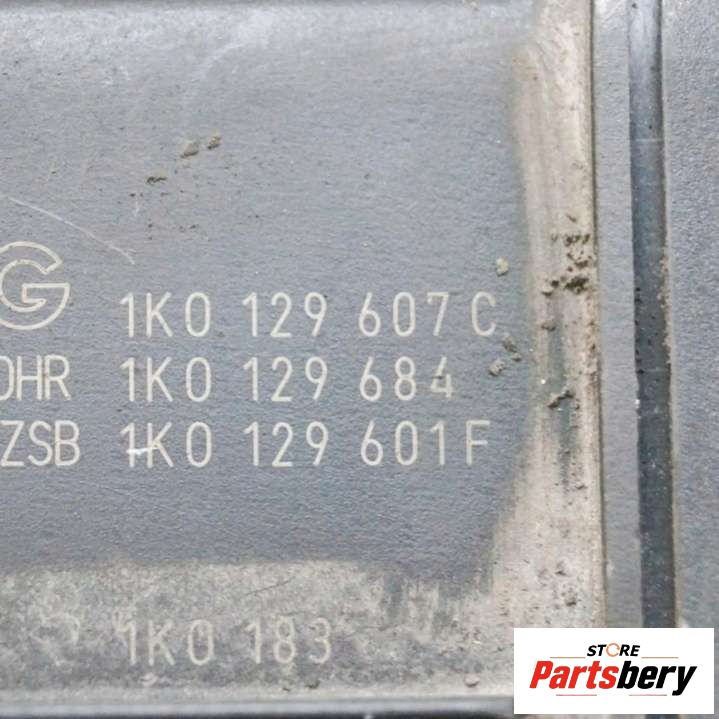 G
1K0 129 607 C
OHR 1K0 129 684
ZSB 1K0 129 601 F
1K0 183
STORE
Partsbery